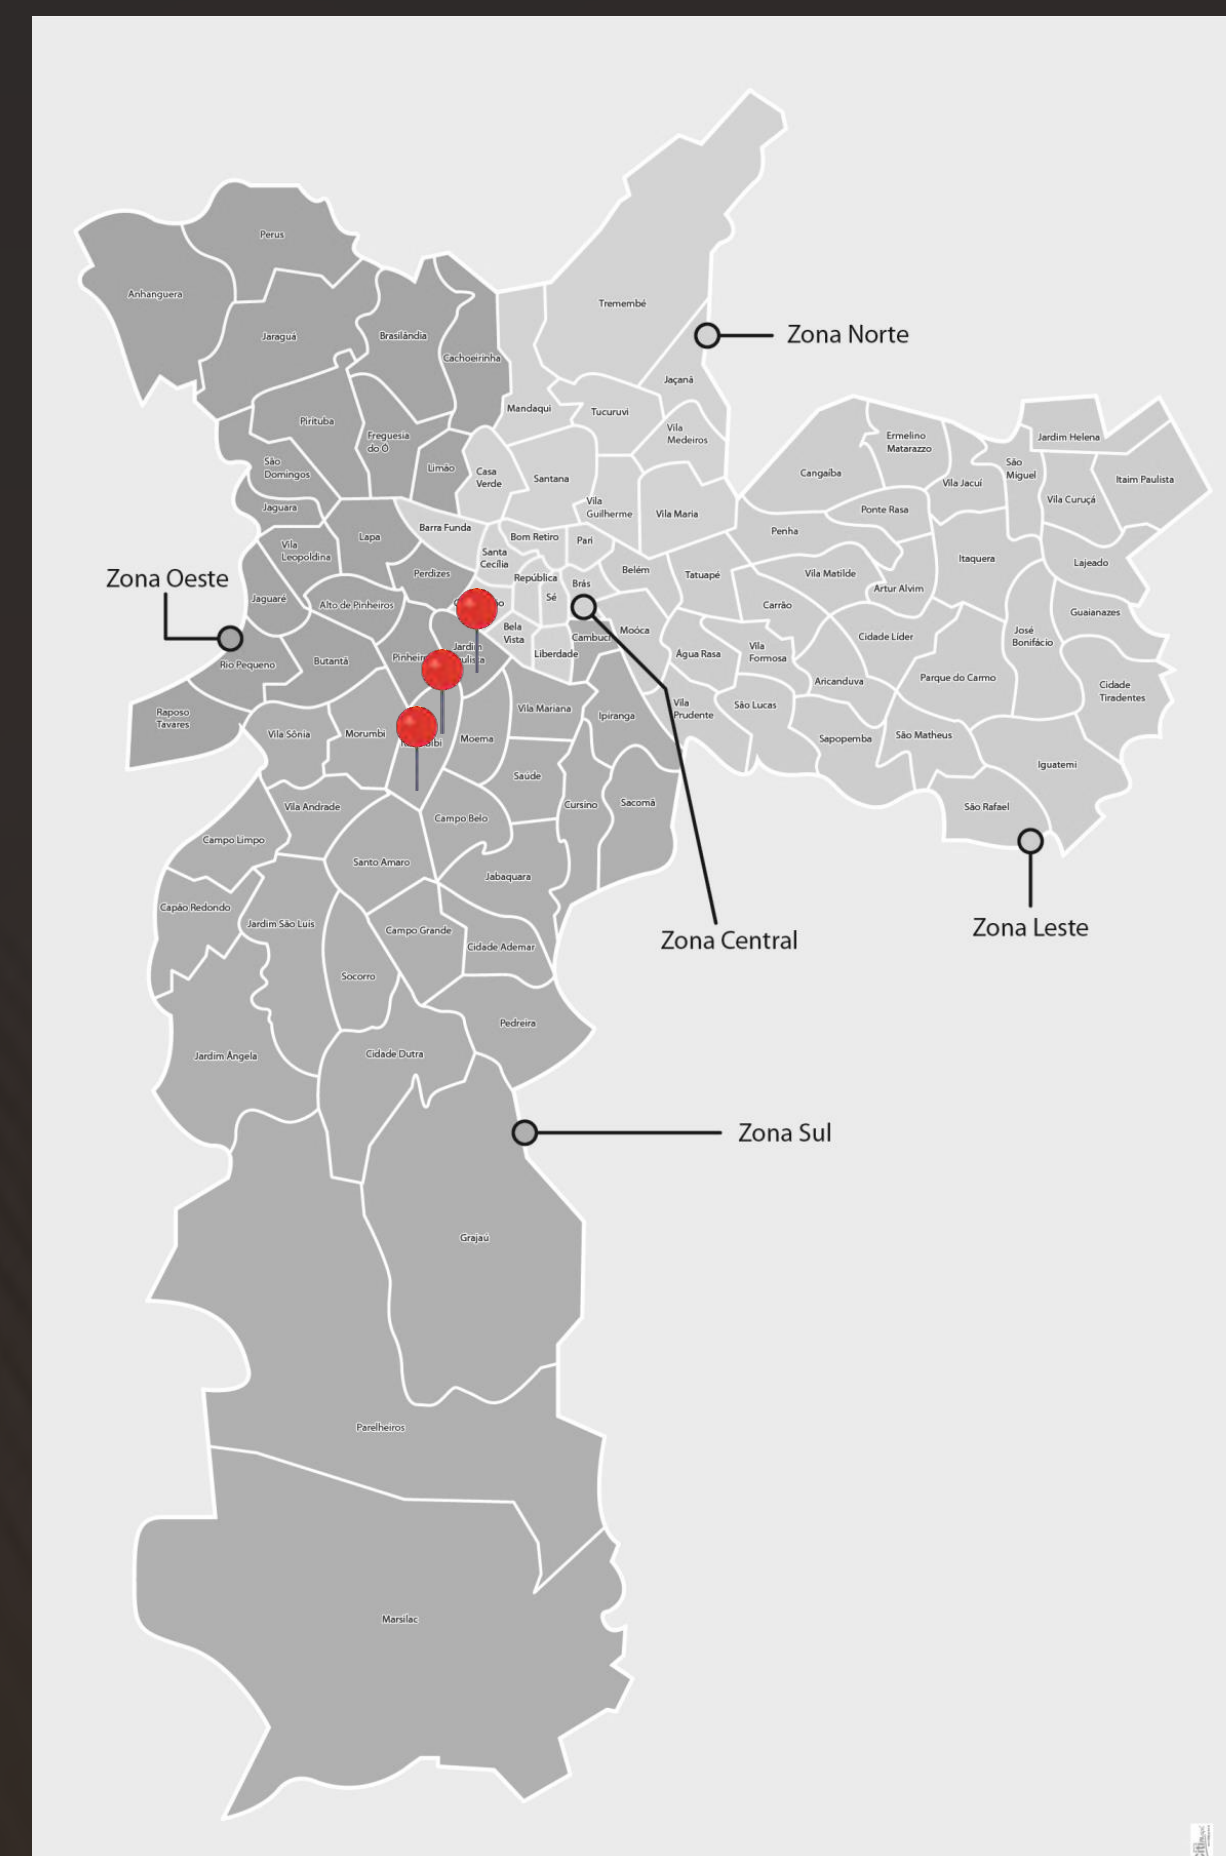 Perus
Anhanguera
Tremembé
Jaraguá
Brasilândia
Zona Norte
Cachoeirinha
Jaçanã
Mandaqui
Tucuruvi
Pirituba
Vila
Medeiros
Freguesia
do Ó
Ermelino
Matarazzo
Jardim Helena
São
Domingos
Limão
Casa
Verde
Santana
Cangaíba
São
Miguel
Vila Jacuí
Itaim Paulista
Vila Curuçá
Jaguara
Vila
Guilherme
Vila Maria
Ponte Rasa
Barra Funda
Lapa
Bom Retiro
Pari
Penha
Vila
Leopoldina
Santa
Cecília
Itaquera
Lajeado
Zona Oeste
Perdizes
República
Brás
Belém
Tatuapé
Vila Matilde
Artur Alvim
Jaguaré
Alto de Pinheiros
Sé
Carrão
Guaianazes
Bela
Vista
Cambuci
Moóca
Cidade Líder
José
Bonifácio
Rio Pequeno
Butantã
Jardim
Liberdade
Água Rasa
Vila
Formosa
Aricanduva
Parque do Carmo
Cidade
Tiradentes
Raposo
Tavares
Vila Sônia
Morumbi
Moema
Vila Mariana
Ipiranga
Vila
Prudente
São Lucas
Sapopemba
São Matheus
Iguatemi
Saúde
Vila Andrade
Campo Belo
Cursino
Sacomã
São Rafael
Campo Limpo
Santo Amaro
Jabaquara
Capão Redondo
Jardim São Luis
Campo Grande
Cidade Ademar
Zona Central
Zona Leste
Socorro
Pedreira
Jardim Ângela
Cidade Dutra
Zona Sul
Grajaú
Parelheiros
Marsilac